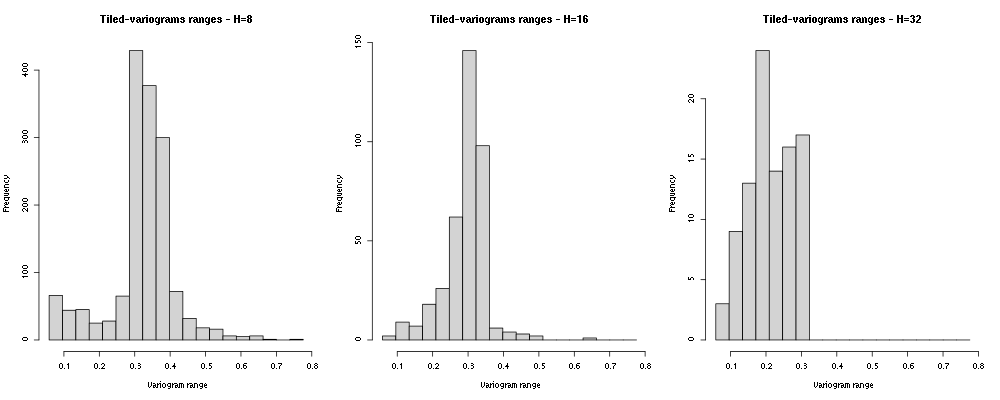 Tiled-variograms ranges - H=8
Frequency
400
300
200
100
0
0.1 0.2 0.3 0.4 0.5 0.6 0.7 0.8
Variogram range
Tiled-variograms ranges - H=16
Frequency
150
100
50
0
0.1 0.2 0.3 0.4 0.5 0.6 0.7 0.8
Variogram range
Tiled-variograms ranges - H=32
Frequency
20
15
10
5
0
0.1 0.2 0.3 0.4 0.5 0.6 0.7 0.8
Variogram range